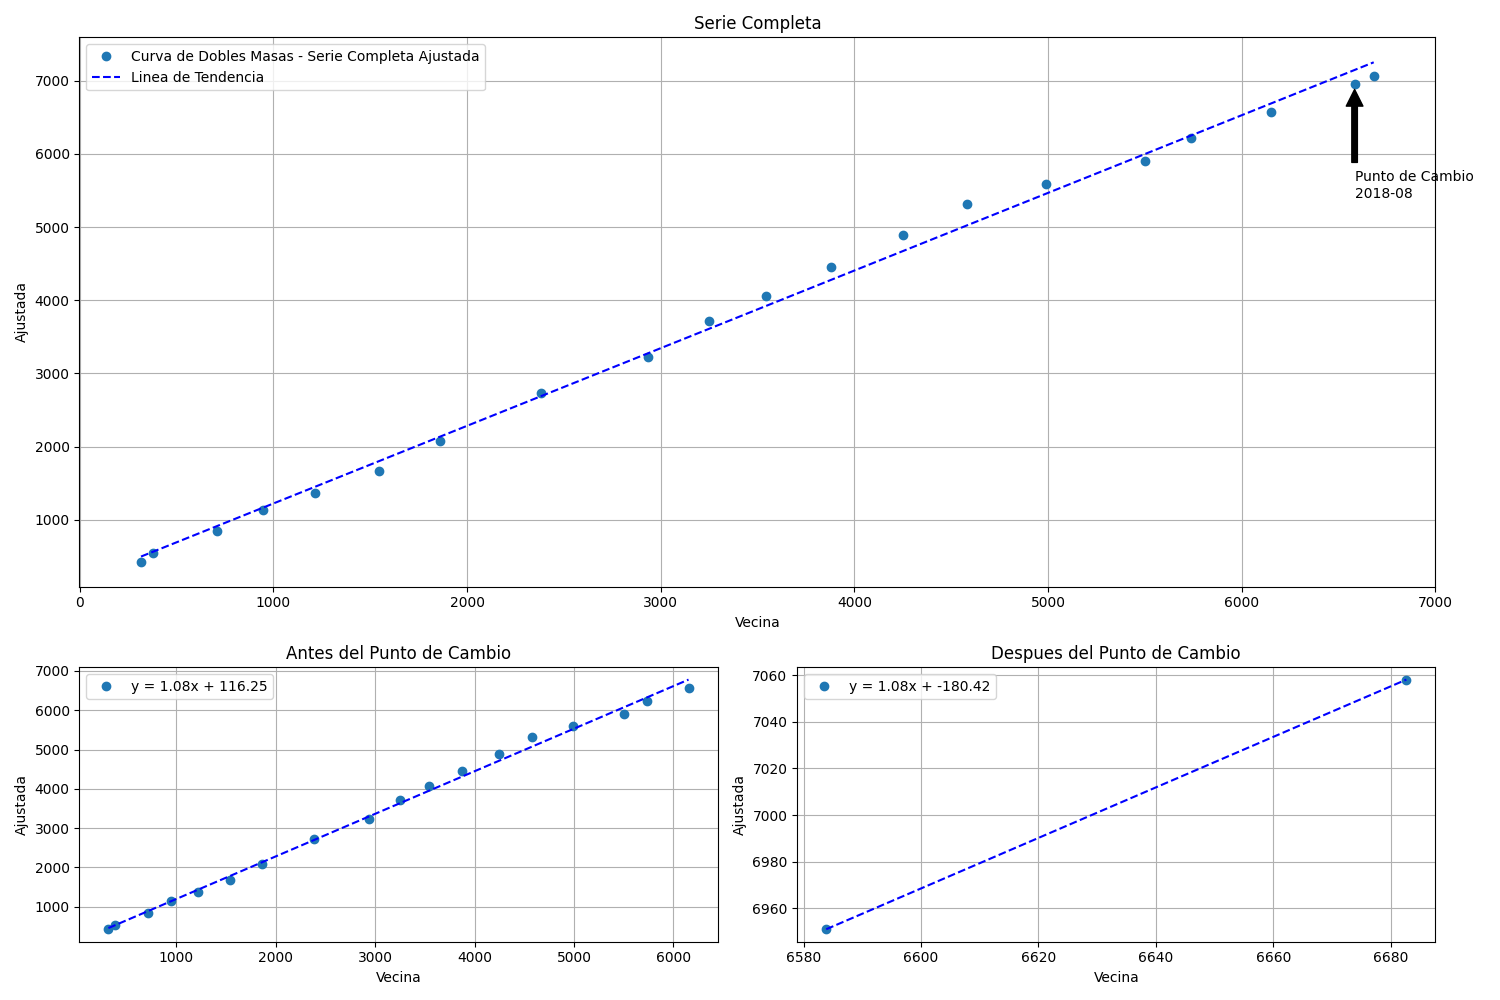 Serie Completa
Curva de Dobles Masas - Serie Completa Ajustada
Linea de Tendencia
7000
6000
5000
4000
3000
2000
1000
Ajustada
Punto de Cambio
2018-08
0 1000 2000 3000 4000 5000 6000 7000
Vecina
Antes del Punto de Cambio
y = 1.08x + 116.25
7000
6000
5000
4000
3000
2000
1000
Ajustada
1000 2000 3000 4000 5000 6000
Vecina
Despues del Punto de Cambio
y = 1.08x + -180.42
7060
7040
7020
7000
6980
6960
Ajustada
6580 6600 6620 6640 6660 6680
Vecina